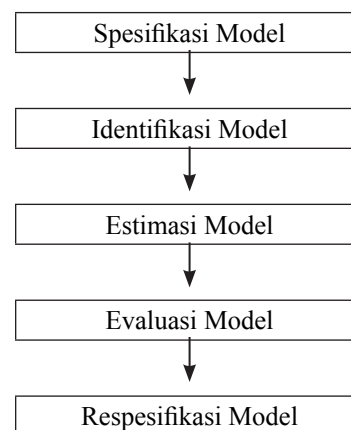 Spesifikasi Model
Identifikasi Model
Estimasi Model
Evaluasi Model
Respesifikasi Model